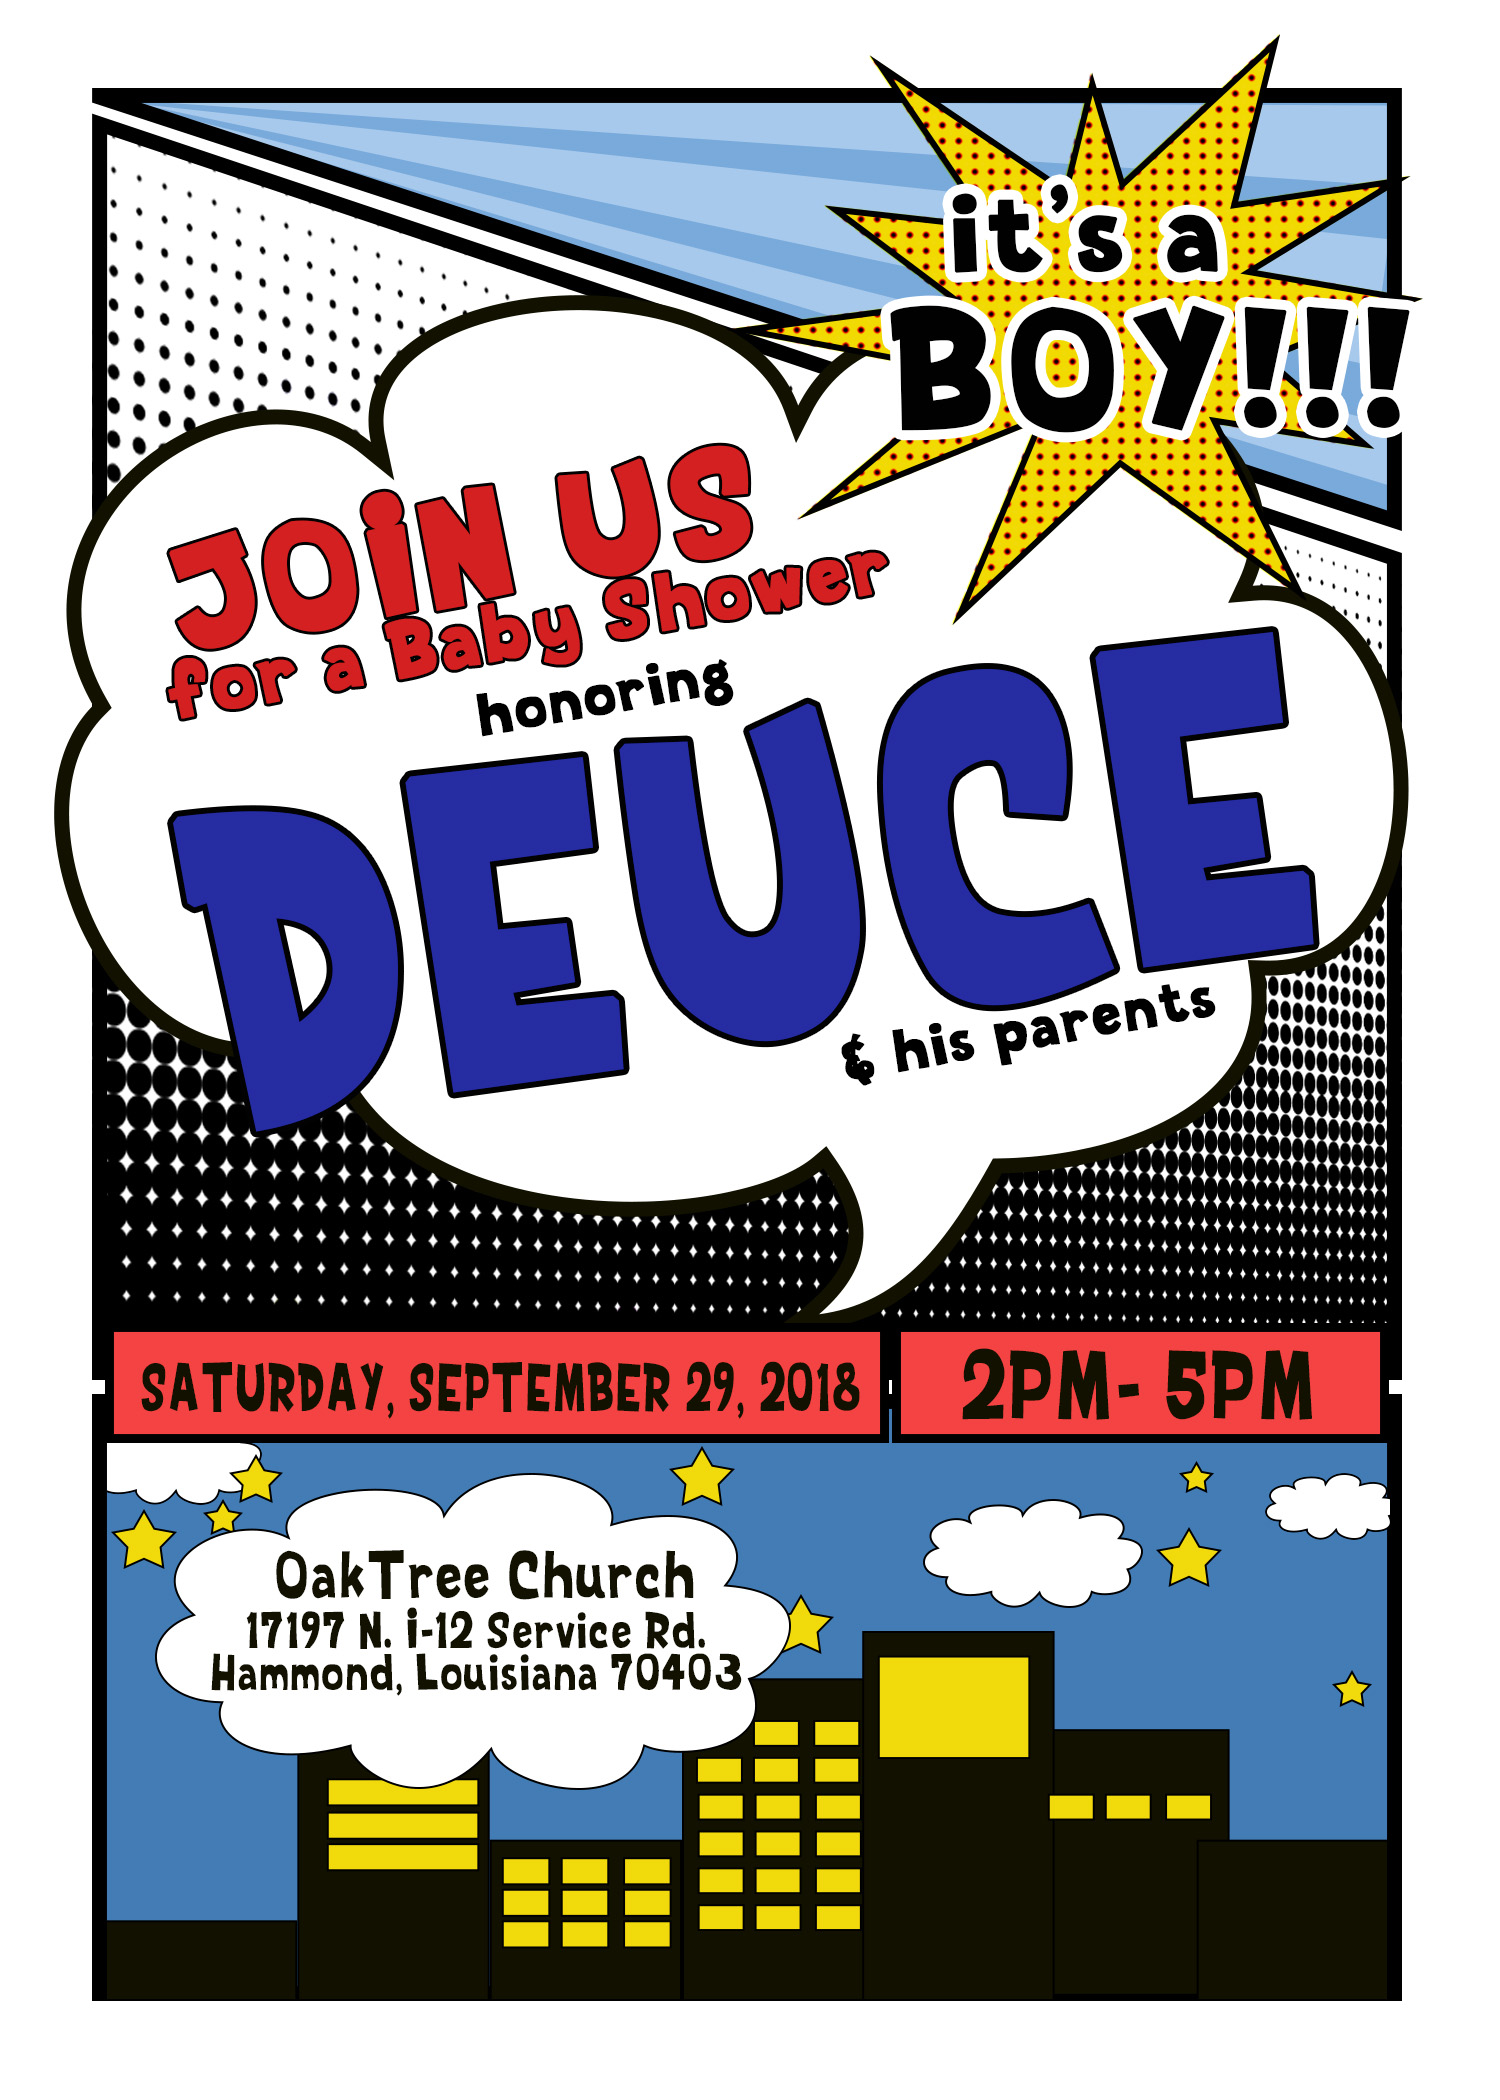 it's a
BOY!!!
JOiN US
for a Baby Shower
honoring
DEUCE
& his parents
SATURDAY, SEPTEMBER 29, 2018
2PM- 5PM
OakTree Church
17197 N. i-12 Service Rd.
Hammond, Louisiana 70403